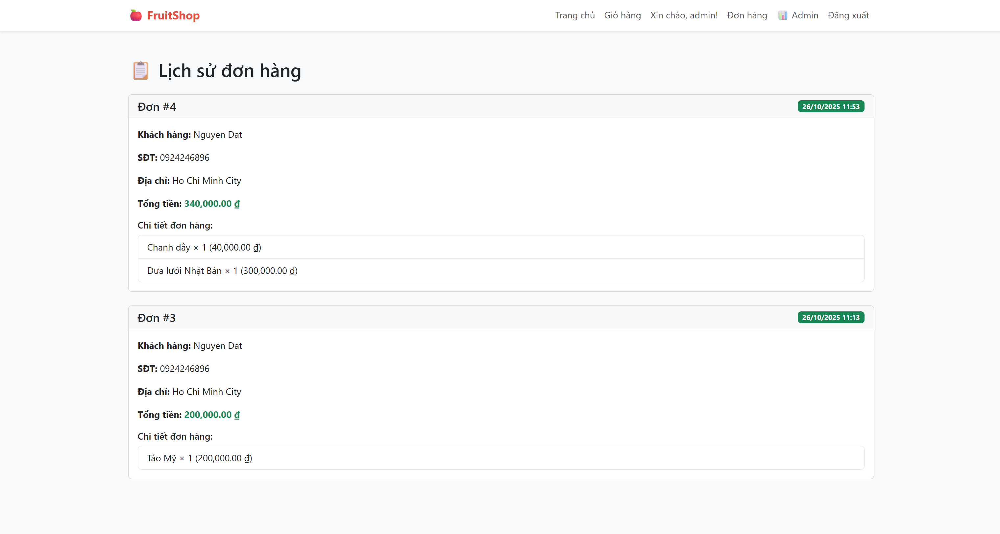 FruitShop
Trang chủ Giỏ hàng Xin chào, admin! Đơn hàng Admin Đăng xuất
Lịch sử đơn hàng
Đơn #4 26/10/2025 11:53
Khách hàng: Nguyen Dat
SĐT: 0924246896
Địa chỉ: Ho Chi Minh City
Tổng tiền: 340,000.00 ₫
Chi tiết đơn hàng:
Chanh dây × 1 (40,000.00 ₫)
Dưa lưới Nhật Bản × 1 (300,000.00 ₫)
Đơn #3 26/10/2025 11:13
Khách hàng: Nguyen Dat
SĐT: 0924246896
Địa chỉ: Ho Chi Minh City
Tổng tiền: 200,000.00 ₫
Chi tiết đơn hàng:
Táo Mỹ × 1 (200,000.00 ₫)